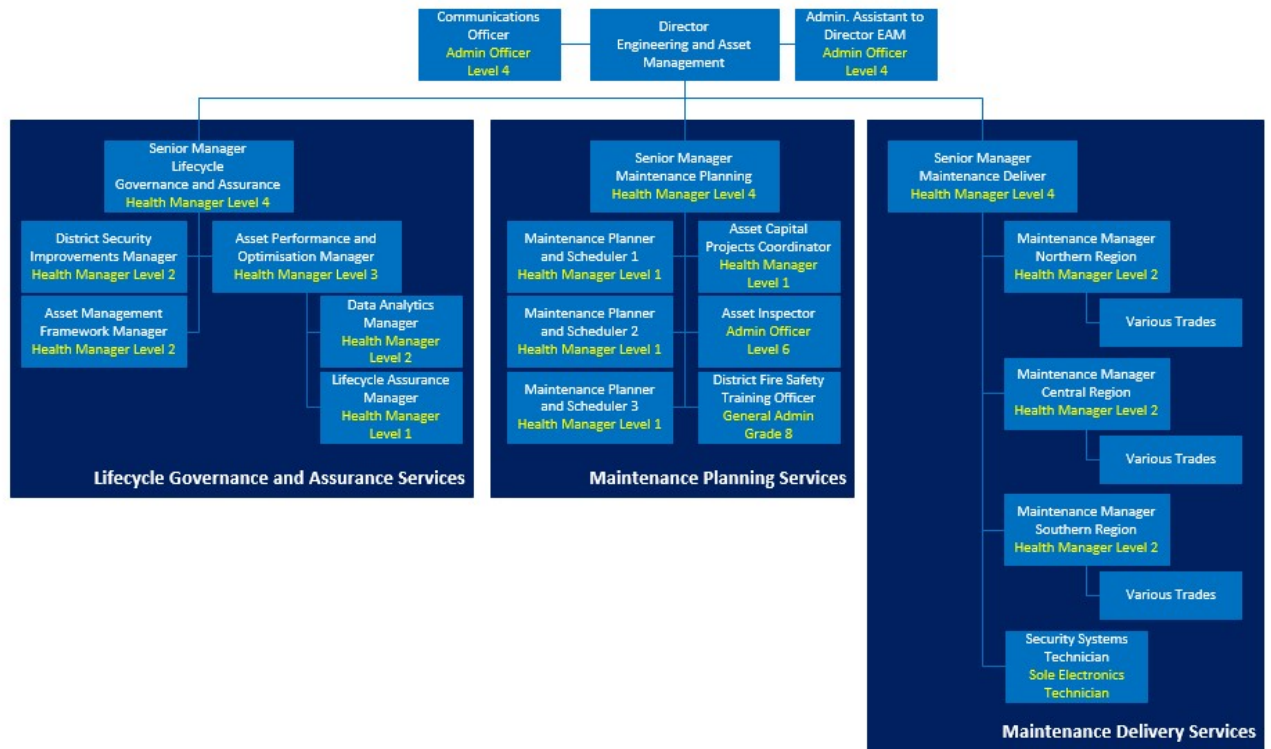 Communications
Officer
Admin Officer
Level 4
Director
Engineering and Asset
Management
Admin. Assistant to
Director EAM
Admin Officer
Level 4
Senior Manager
Lifecycle
Governance and Assurance
Health Manager Level 4
District Security
Improvements Manager
Health Manager Level 2
Asset Performance and
Optimisation Manager
Health Manager Level 3
Asset Management
Framework Manager
Health Manager Level 2
Data Analytics
Manager
Health Manager
Level 2
Lifecycle Assurance
Manager
Health Manager
Level 1
Lifecycle Governance and Assurance Services
Senior Manager
Maintenance Planning
Health Manager Level 4
Maintenance Planner
and Scheduler 1
Health Manager Level 1
Asset Capital
Projects Coordinator
Health Manager
Level 1
Maintenance Planner
and Scheduler 2
Health Manager Level 1
Asset Inspector
Admin Officer
Level 6
Maintenance Planner
and Scheduler 3
Health Manager Level 1
District Fire Safety
Training Officer
General Admin
Grade 8
Maintenance Planning Services
Senior Manager
Maintenance Deliver
Health Manager Level 4
Maintenance Manager
Northern Region
Health Manager Level 2
Various Trades
Maintenance Manager
Central Region
Health Manager Level 2
Various Trades
Maintenance Manager
Southern Region
Health Manager Level 2
Various Trades
Security Systems
Technician
Sole Electronics
Technician
Maintenance Delivery Services